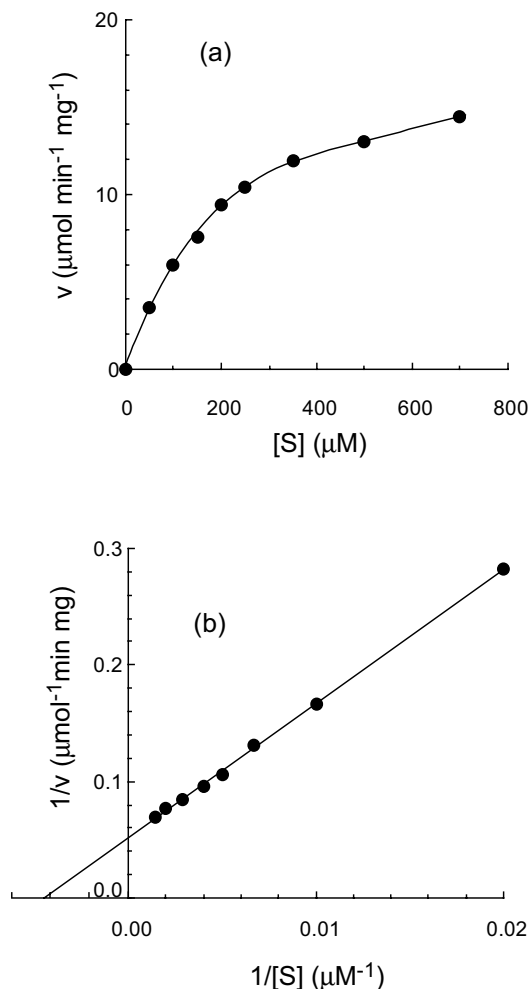 20
(a)
10
0
v (μmol min⁻¹ mg⁻¹)
0 200 400 600 800
[S] (μM)
0.3
(b)
0.2
0.1
0.0
1/v (μmol⁻¹min mg)
0.00 0.01 0.02
1/[S] (μM⁻¹)